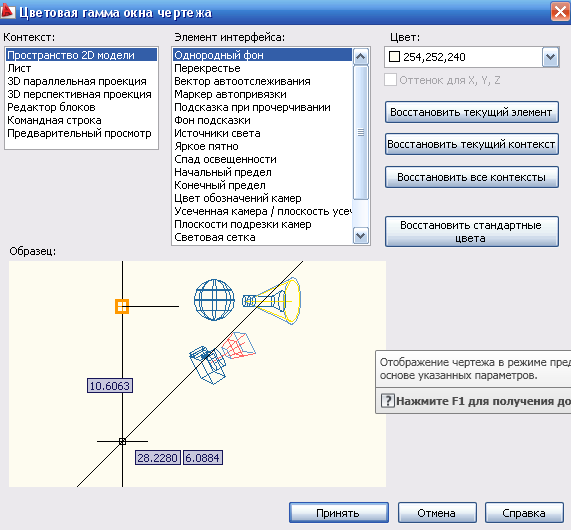 Цветовая гамма окна чертежа
Контекст:
Пространство 2D модели
Лист
3D параллельная проекция
3D перспективная проекция
Редактор блоков
Командная строка
Предварительный просмотр
Элемент интерфейса:
Однородный фон
Перекрестье
Вектор автоотслеживания
Маркер автопривязки
Подсказка при прочерчивании
Фон подсказки
Источники света
Яркое пятно
Спад освещенности
Начальный предел
Конечный предел
Цвет обозначений камер
Усеченная камера / плоскость усеч
Плоскости подрезки камер
Световая сетка
Цвет:
254,252,240
Оттенок для X, Y, Z
Восстановить текущий элемент
Восстановить текущий контекст
Восстановить все контексты
Восстановить стандартные
цвета
Образец:
10.6063
28.2280 6.0884
Отображение чертежа в режиме пред
основе указанных параметров.
Нажмите F1 для получения до
Принять
Отмена
Справка